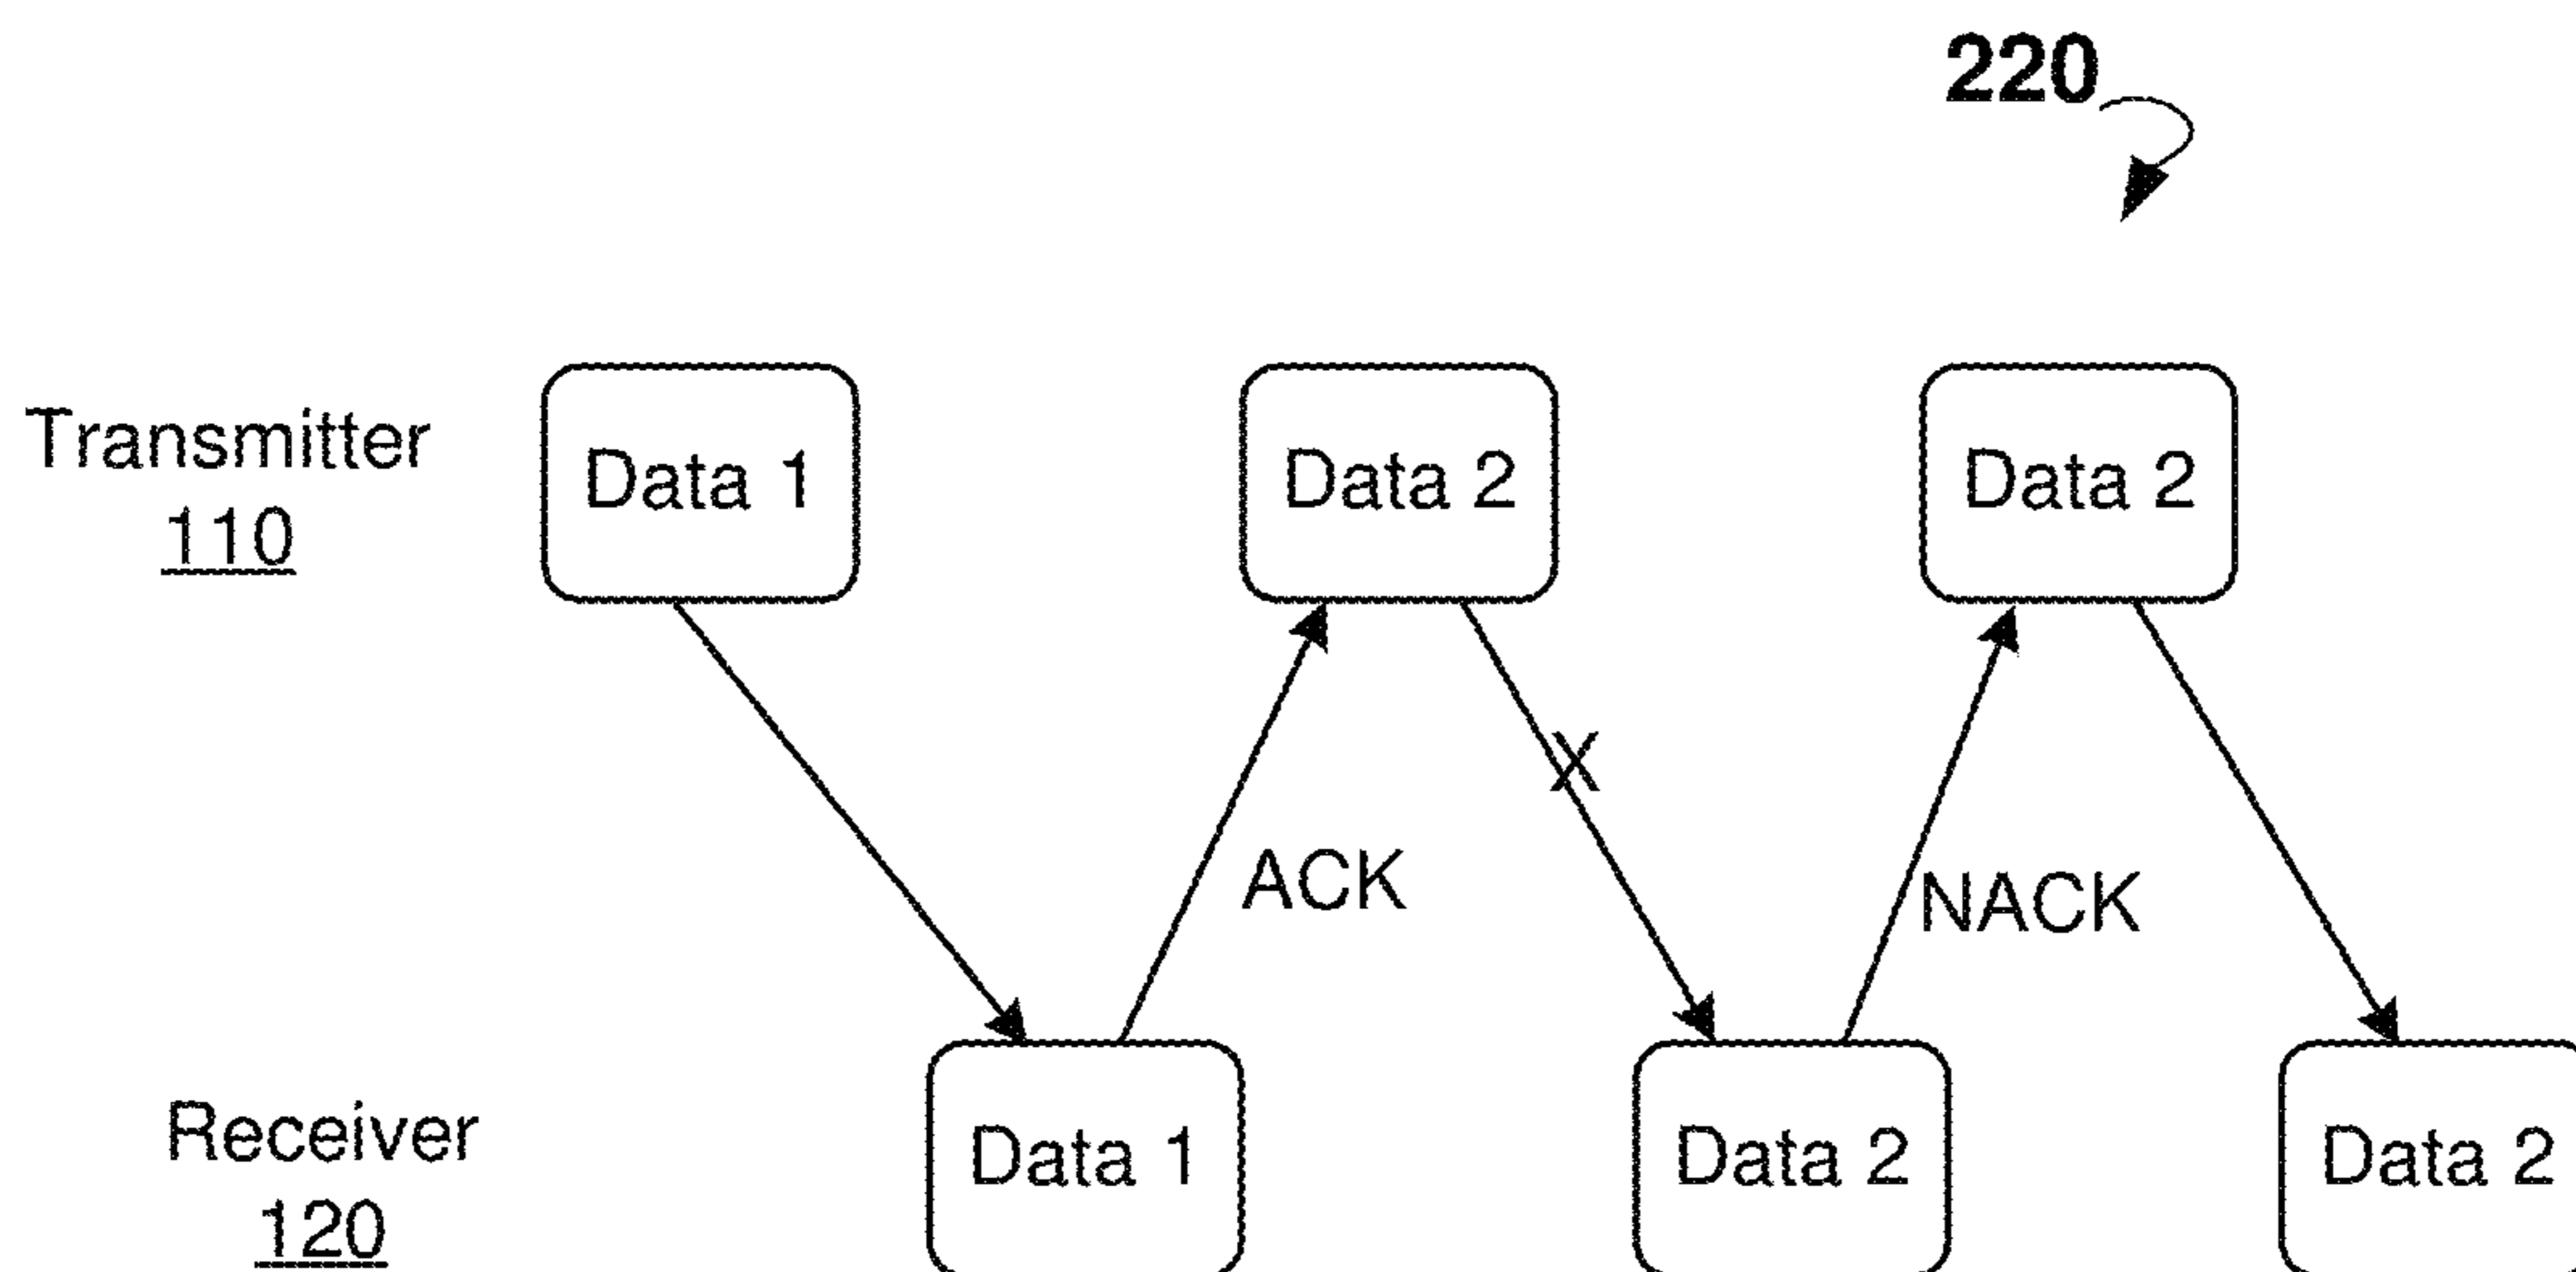 220
Transmitter
110
Data 1
Data 2
Data 2
X
ACK
NACK
Receiver
120
Data 1
Data 2
Data 2